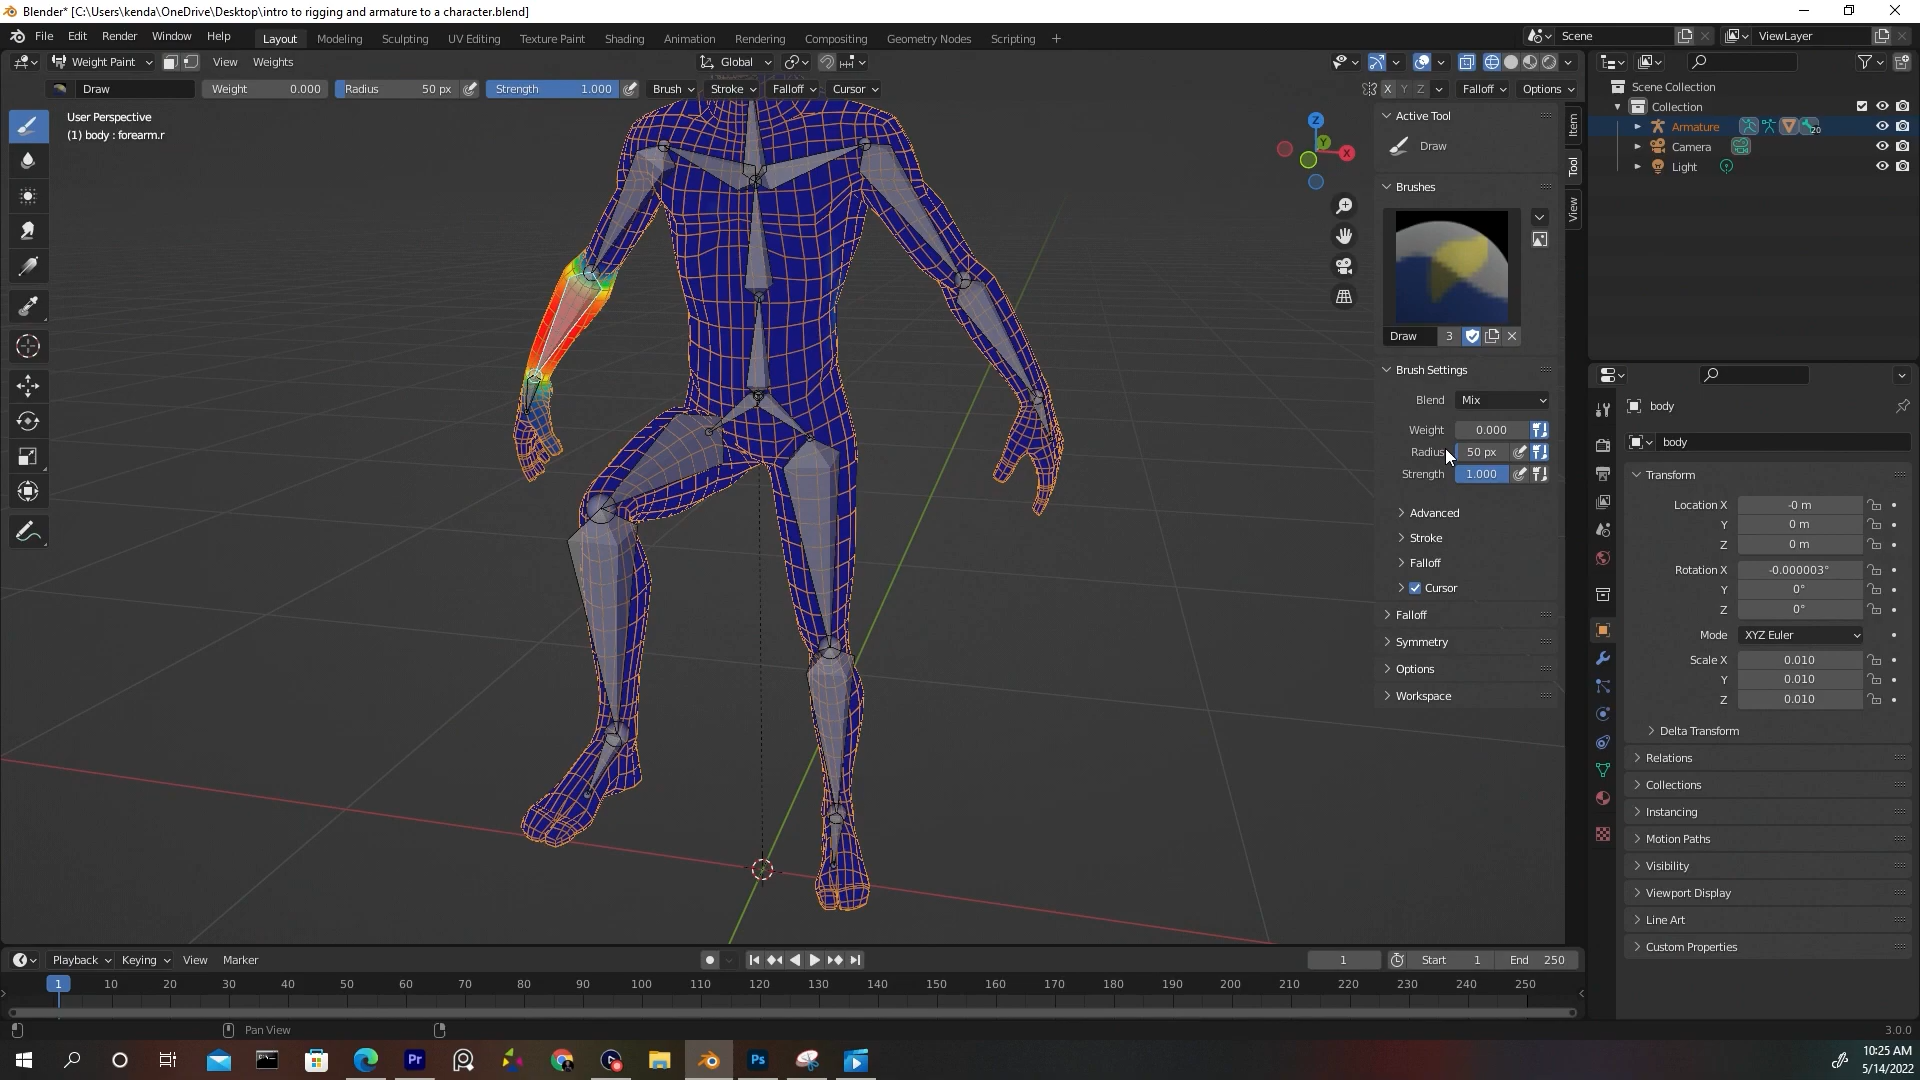 Blender* [C:\Users\kenda\OneDrive\Desktop\intro to rigging and armature to a character.blend]
File Edit Render Window Help Layout Modeling Sculpting UV Editing Texture Paint Shading Animation Rendering Compositing Geometry Nodes Scripting + Scene ViewLayer
Weight Paint View Weights Global
Draw Weight 0.000 Radius 50 px Strength 1.000 Brush Stroke Falloff Cursor X Y Z Falloff Options
User Perspective
(1) body : forearm.r
Z
Y
X
Item
Tool
View
Active Tool
Draw
Brushes
Draw 3
Brush Settings
Blend Mix
Weight 0.000
Radius 50 px
Strength 1.000
Advanced
Stroke
Falloff
Cursor
Falloff
Symmetry
Options
Workspace
Scene Collection
Collection
Armature 20
Camera
Light
body
body
Transform
Location X -0 m
Y 0 m
Z 0 m
Rotation X -0.000003°
Y 0°
Z 0°
Mode XYZ Euler
Scale X 0.010
Y 0.010
Z 0.010
Delta Transform
Relations
Collections
Instancing
Motion Paths
Visibility
Viewport Display
Line Art
Custom Properties
Playback Keying View Marker 1 Start 1 End 250
1 10 20 30 40 50 60 70 80 90 100 110 120 130 140 150 160 170 180 190 200 210 220 230 240 250
Pan View 3.0.0
Pr Ps
10:25 AM
5/14/2022